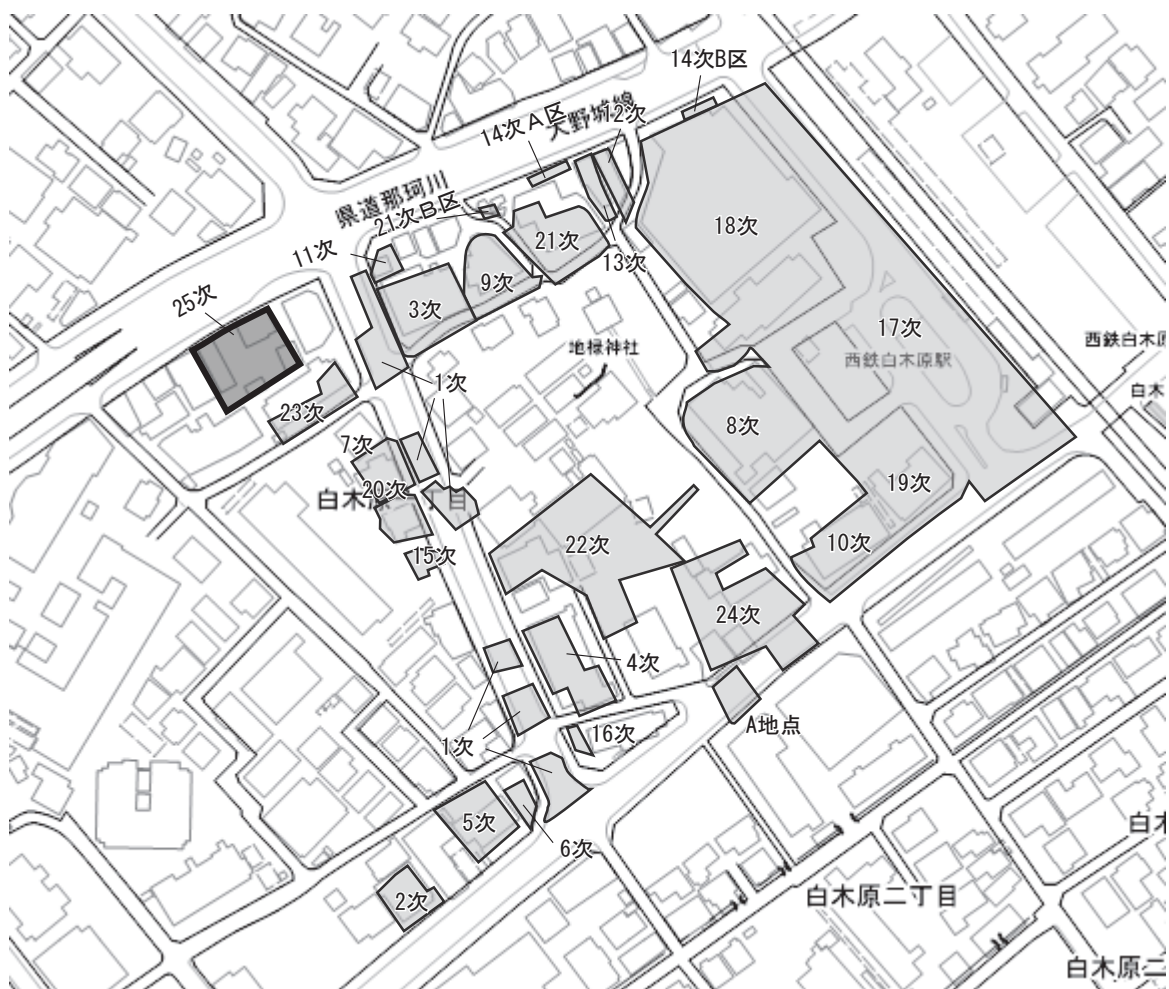 14次B区
大野城線
12次
14次A区
県道那珂川
21次B区
11次
21次
13次
18次
9次
3次
25次
17次
地禄神社
西鉄白木原駅
西鉄白木原
白木
1次
23次
8次
7次
20次
白木原一丁目
19次
10次
15次
22次
24次
4次
A地点
16次
1次
5次
6次
2次
白木原二丁目
白木
白木原二